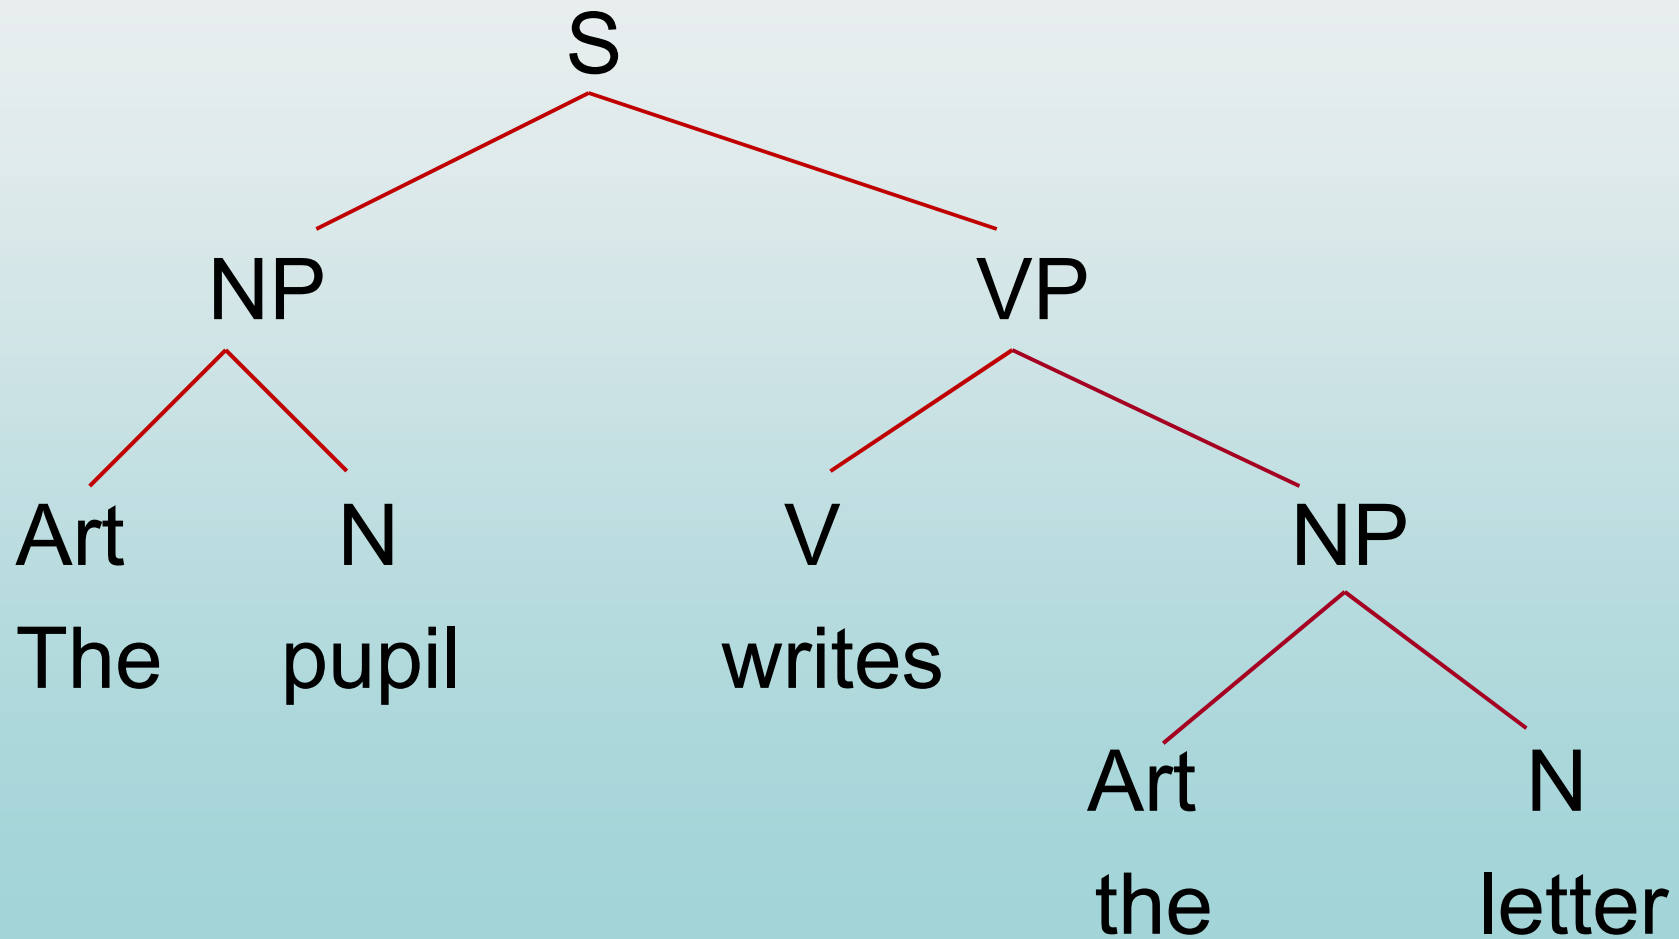 S
NP VP
Art N V NP
The pupil writes
Art N
the letter